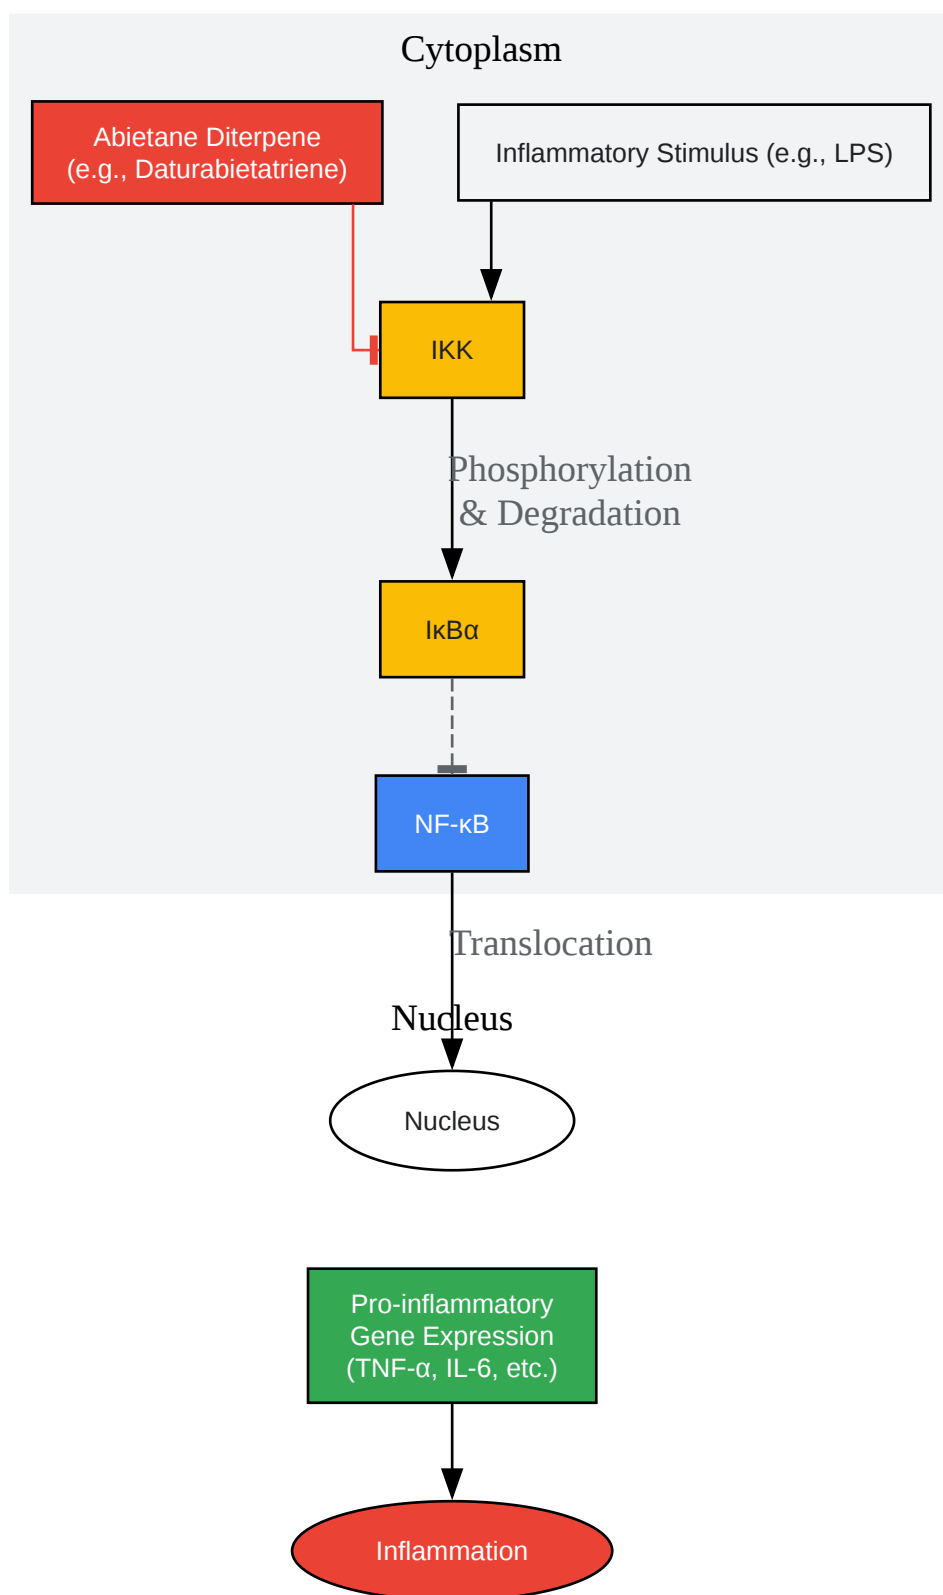 Cytoplasm
Abietane Diterpene
(e.g., Daturabietatriene)
Inflammatory Stimulus (e.g., LPS)
IKK
Phosphorylation
& Degradation
IκBα
NF-κB
Translocation
Nucleus
Nucleus
Pro-inflammatory
Gene Expression
(TNF-α, IL-6, etc.)
Inflammation